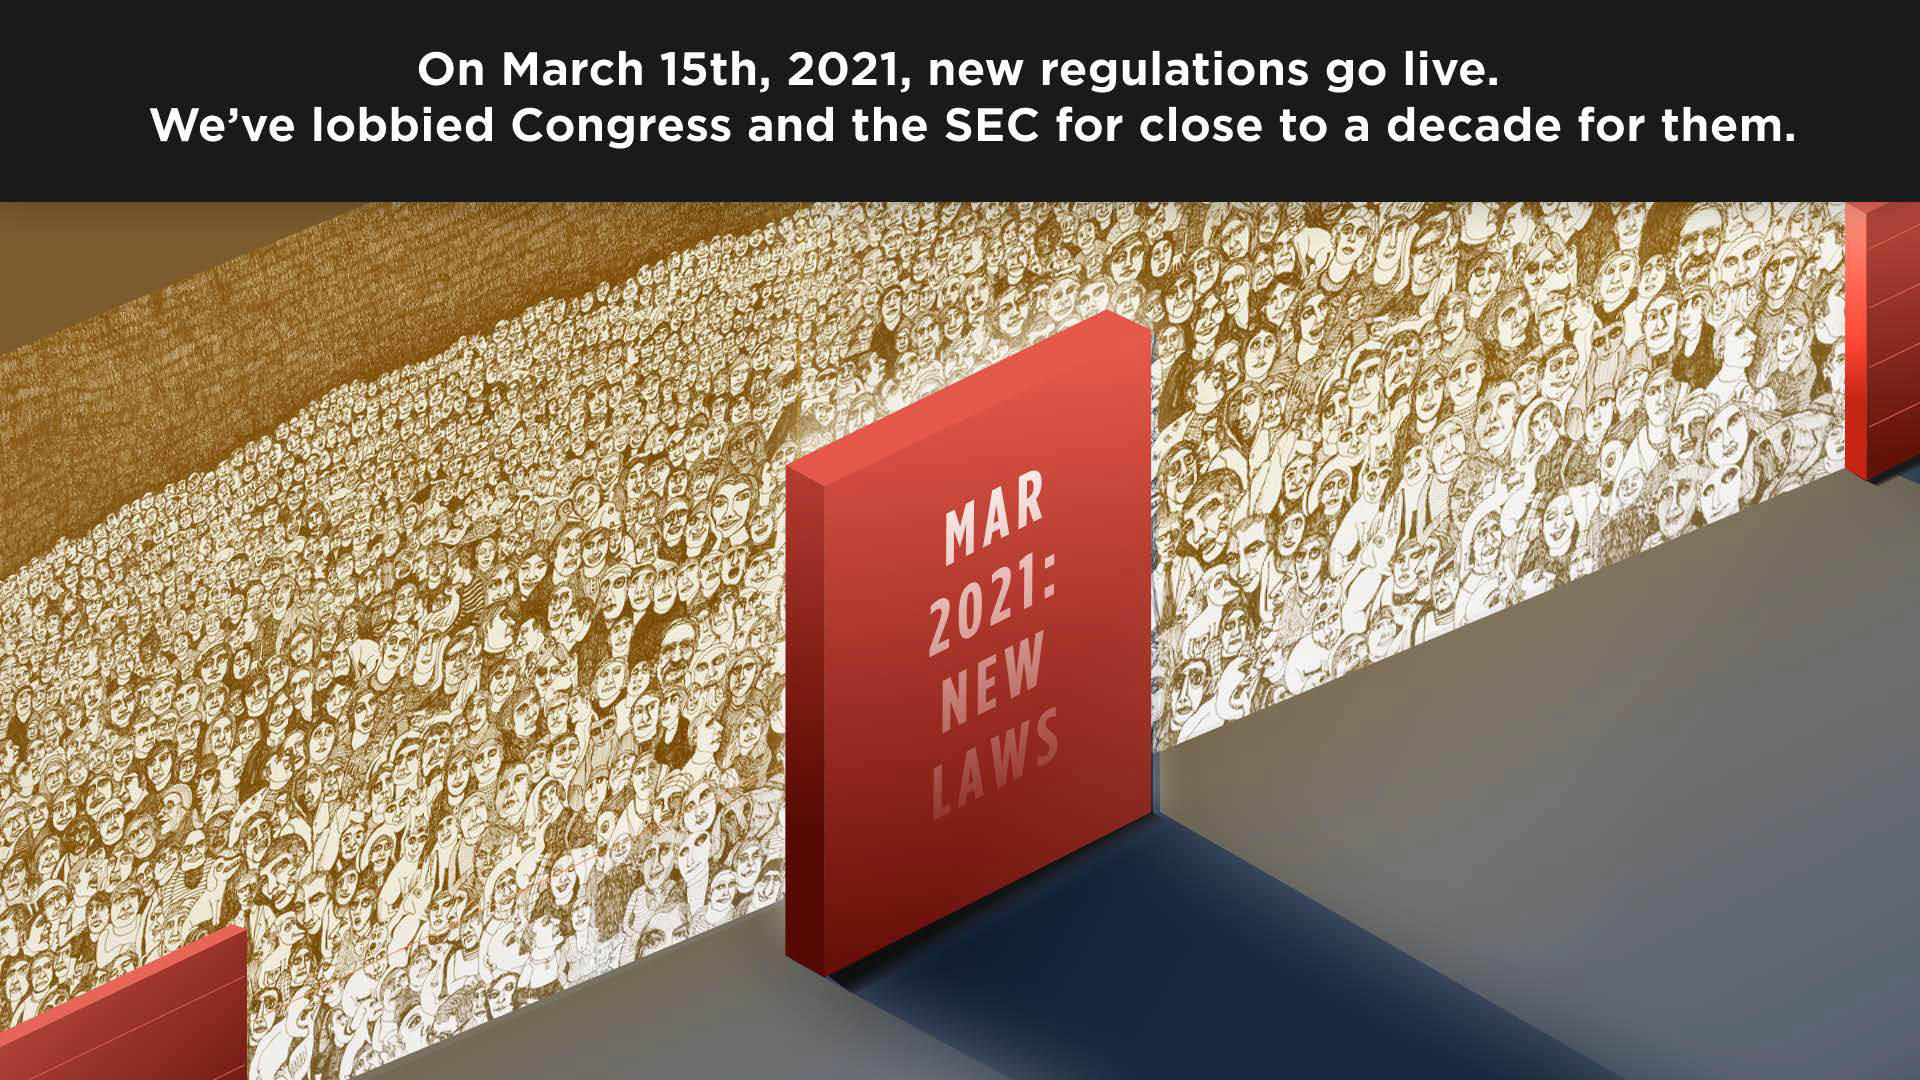 On March 15th, 2021, new regulations go live.
We’ve lobbied Congress and the SEC for close to a decade for them.
MAR
2021:
NEW
LAWS